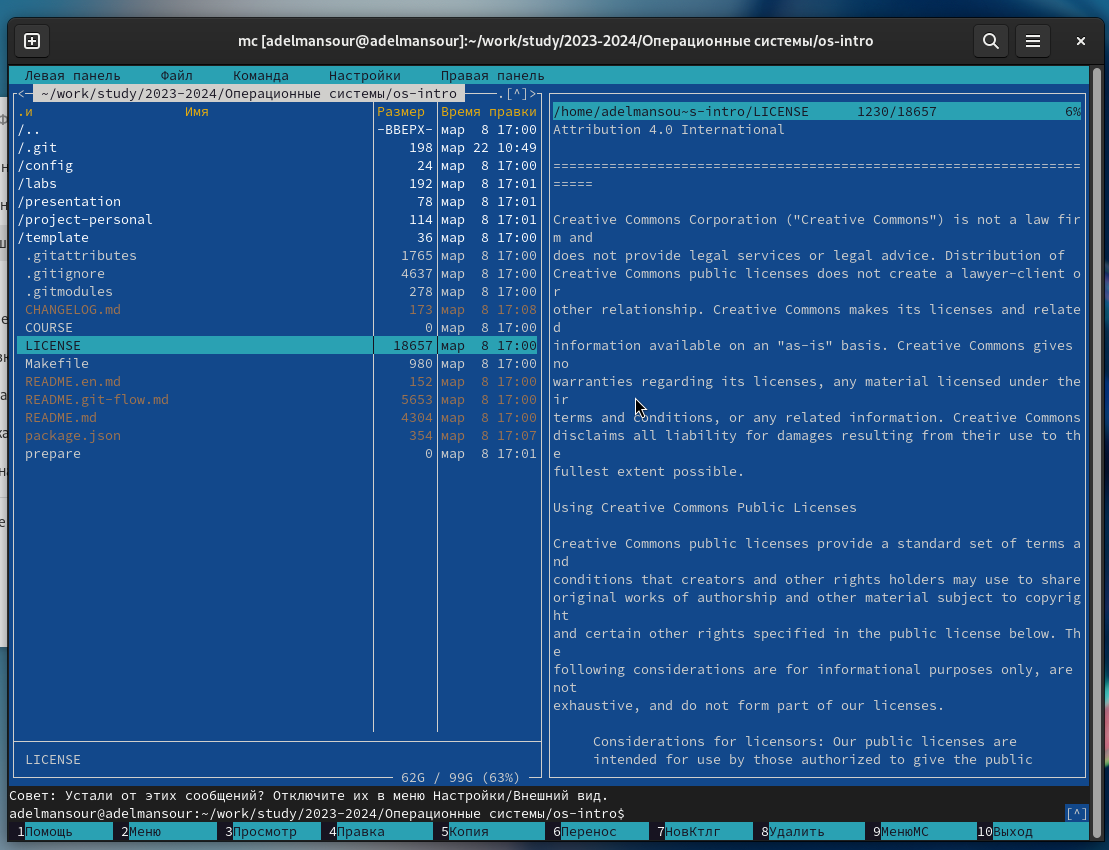 mc [adelmansour@adelmansour]:~/work/study/2023-2024/Операционные системы/os-intro
Левая панель Файл Команда Настройки Правая панель
<─ ~/work/study/2023-2024/Операционные системы/os-intro ─.[^]>
.и Имя Размер Время правки
/.. -ВВЕРХ- мар 8 17:00
/.git 198 мар 22 10:49
/config 24 мар 8 17:00
/labs 192 мар 8 17:01
/presentation 78 мар 8 17:01
/project-personal 114 мар 8 17:01
/template 36 мар 8 17:00
.gitattributes 1765 мар 8 17:00
.gitignore 4637 мар 8 17:00
.gitmodules 278 мар 8 17:00
CHANGELOG.md 173 мар 8 17:08
COURSE 0 мар 8 17:00
LICENSE 18657 мар 8 17:00
Makefile 980 мар 8 17:00
README.en.md 152 мар 8 17:00
README.git-flow.md 5653 мар 8 17:00
README.md 4304 мар 8 17:00
package.json 354 мар 8 17:07
prepare 0 мар 8 17:01
LICENSE
62G / 99G (63%)
/home/adelmansou~s-intro/LICENSE 1230/18657 6%
Attribution 4.0 International
==================================================================
=====
Creative Commons Corporation ("Creative Commons") is not a law fir
m and
does not provide legal services or legal advice. Distribution of
Creative Commons public licenses does not create a lawyer-client o
r
other relationship. Creative Commons makes its licenses and relate
d
information available on an "as-is" basis. Creative Commons gives
no
warranties regarding its licenses, any material licensed under the
ir
terms and conditions, or any related information. Creative Commons
disclaims all liability for damages resulting from their use to th
e
fullest extent possible.
Using Creative Commons Public Licenses
Creative Commons public licenses provide a standard set of terms a
nd
conditions that creators and other rights holders may use to share
original works of authorship and other material subject to copyrig
ht
and certain other rights specified in the public license below. Th
e
following considerations are for informational purposes only, are
not
exhaustive, and do not form part of our licenses.
Considerations for licensors: Our public licenses are
intended for use by those authorized to give the public
Совет: Устали от этих сообщений? Отключите их в меню Настройки/Внешний вид.
adelmansour@adelmansour:~/work/study/2023-2024/Операционные системы/os-intro$ [^]
1Помощь 2Меню 3Просмотр 4Правка 5Копия 6Перенос 7НовКтлг 8Удалить 9МенюМС 10Выход